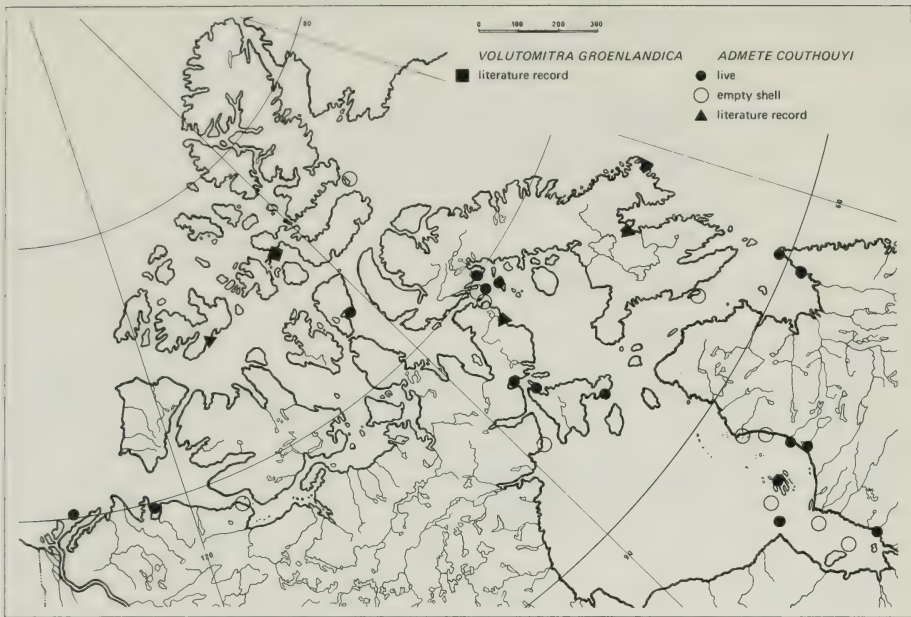 80
0 100 200 300
VOLUTOMITRA GROENLANDICA
literature record
ADMETE COUTHOUYI
live
empty shell
literature record
60
120
90